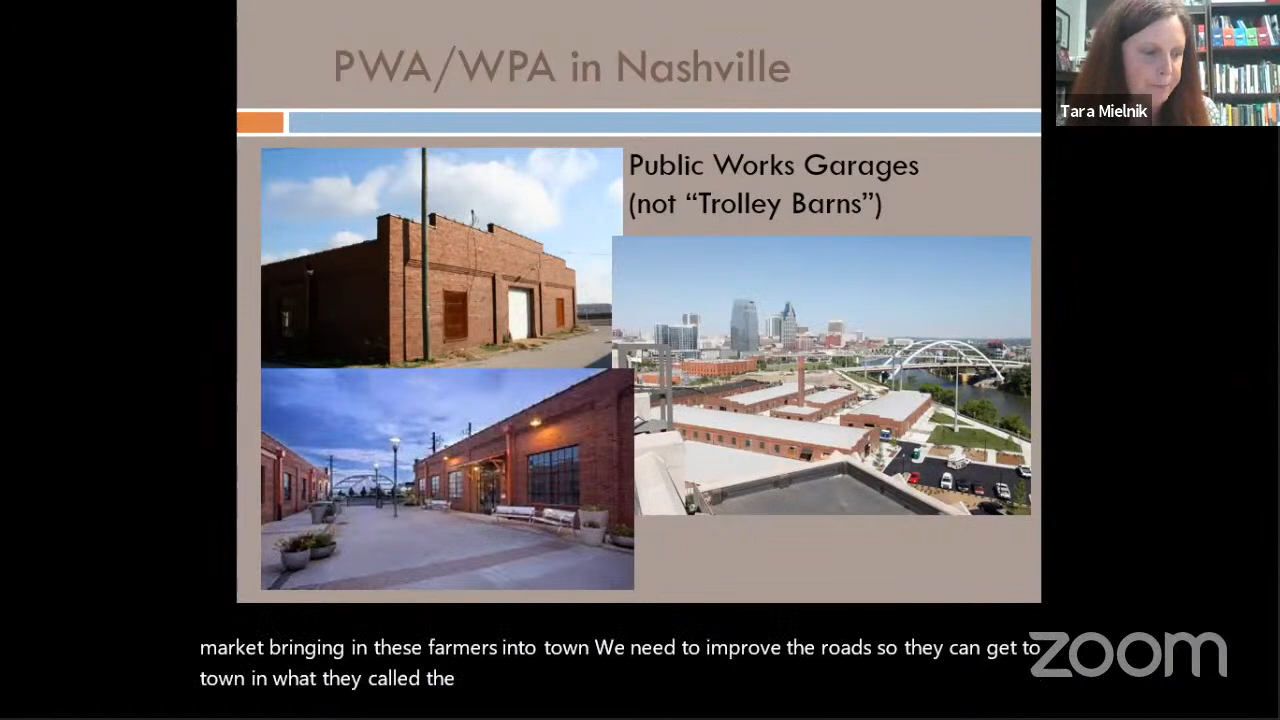 PWA/WPA in Nashville
Tara Mielnik
Public Works Garages
(not “Trolley Barns”)
market bringing in these farmers into town We need to improve the roads so they can get to
town in what they called the
zoom